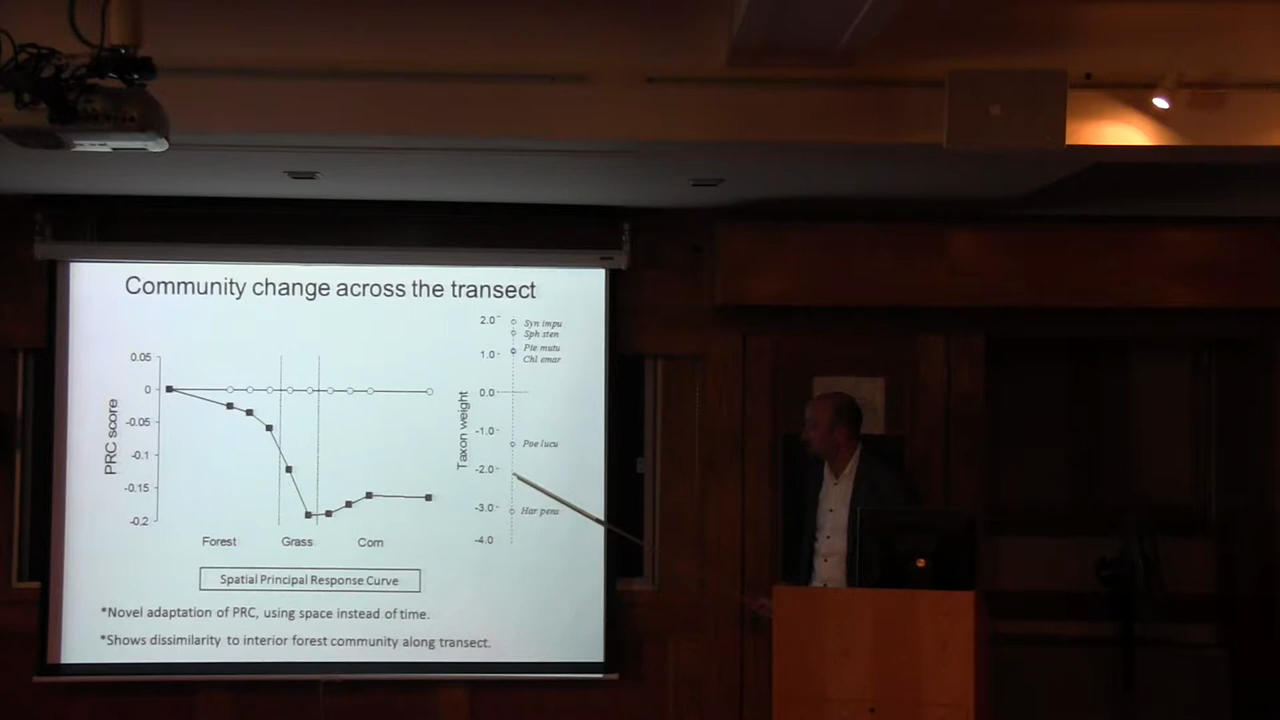 Community change across the transect
0.05
0
-0.05
-0.1
-0.15
-0.2
PRC score
Forest Grass Corn
2.0
1.0
0.0
-1.0
-2.0
-3.0
-4.0
Taxon weight
Syn impu
Sph sten
Pte mutu
Chl emar
Poe lucu
Har pens
Spatial Principal Response Curve
*Novel adaptation of PRC, using space instead of time.
*Shows dissimilarity to interior forest community along transect.